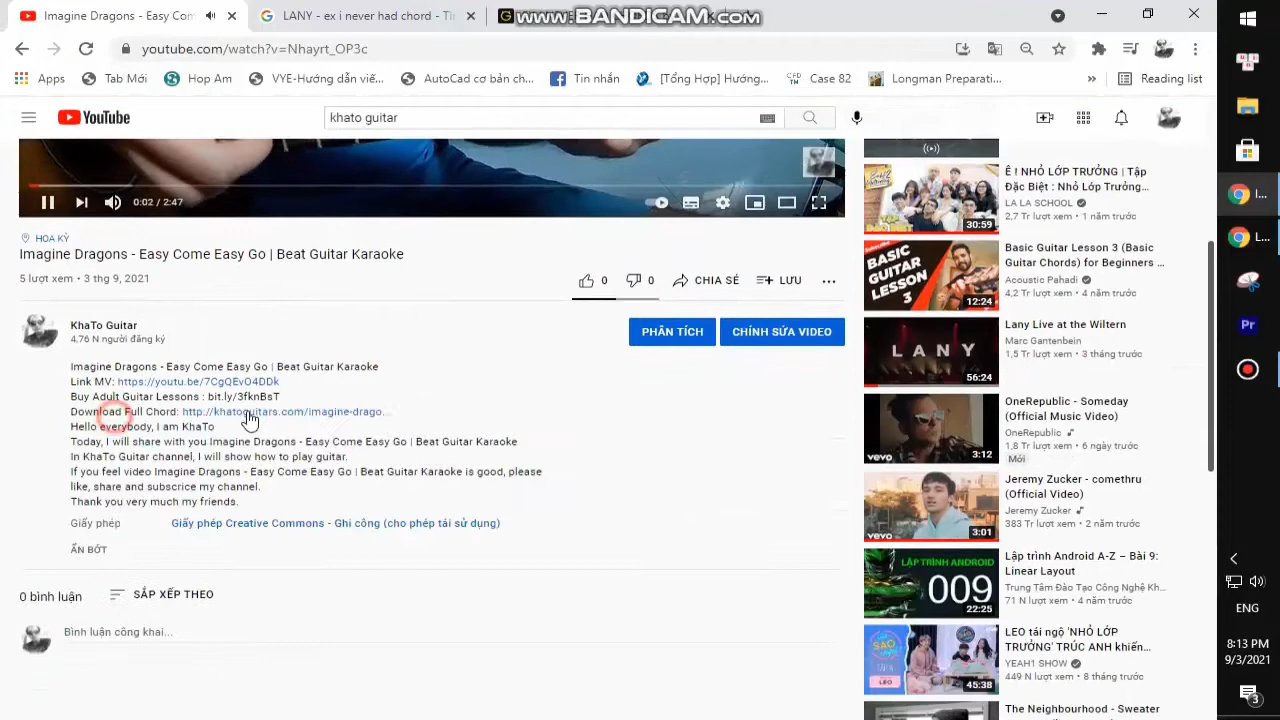 Imagine Dragons - Easy Com
LANY - ex i never had chord - T
www.BANDICAM.com
youtube.com/watch?v=Nhayrt_OP3c
Apps
Tab Mới
Hop Am
VYE-Hướng dẫn viế...
AutoCad cơ bản ch...
Tin nhắn
[Tổng Hợp] Hướng...
Case 82
Longman Preparati...
»
Reading list
YouTube
khato guitar
0:02 / 2:47
HOA KỲ
Imagine Dragons - Easy Come Easy Go | Beat Guitar Karaoke
5 lượt xem • 3 thg 9, 2021
0
0
CHIA SẺ
LƯU
KhaTo Guitar
4,76 N người đăng ký
PHÂN TÍCH
CHỈNH SỬA VIDEO
Imagine Dragons - Easy Come Easy Go | Beat Guitar Karaoke
Link MV: https://youtu.be/7CgQEvO4DDk
Buy Adult Guitar Lessons : bit.ly/3fknBsT
Download Full Chord: http://khatoguitars.com/imagine-drago...
Hello everybody, I am KhaTo
Today, I will share with you Imagine Dragons - Easy Come Easy Go | Beat Guitar Karaoke
In KhaTo Guitar channel, I will show how to play guitar.
If you feel video Imagine Dragons - Easy Come Easy Go | Beat Guitar Karaoke is good, please
like, share and subscrice my channel.
Thank you very much my friends.
Giấy phép
Giấy phép Creative Commons - Ghi công (cho phép tái sử dụng)
ẨN BỚT
0 bình luận
SẮP XẾP THEO
Bình luận công khai...
Ê ! NHỎ LỚP TRƯỞNG | Tập
Đặc Biệt : Nhỏ Lớp Trưởng...
LA LA SCHOOL
2,7 Tr lượt xem • 1 năm trước
30:59
BASIC
GUITAR
LESSON
3
12:24
Basic Guitar Lesson 3 (Basic
Guitar Chords) for Beginners ...
Acoustic Pahadi
4,2 Tr lượt xem • 4 năm trước
LANY
56:24
Lany Live at the Wiltern
Marc Gantenbein
1,5 Tr lượt xem • 3 tháng trước
vevo
3:12
OneRepublic - Someday
(Official Music Video)
OneRepublic
1,8 Tr lượt xem • 6 ngày trước
Mới
vevo
3:01
Jeremy Zucker - comethru
(Official Video)
Jeremy Zucker
383 Tr lượt xem • 2 năm trước
LẬP TRÌNH ANDROID
009
22:25
Lập trình Android A-Z – Bài 9:
Linear Layout
Trung Tâm Đào Tạo Công Nghệ Kh...
71 N lượt xem • 4 năm trước
SAO
LEO
45:38
LEO tái ngộ 'NHỎ LỚP
TRƯỞNG' TRÚC ANH khiến...
YEAH1 SHOW
449 N lượt xem • 8 tháng trước
The Neighbourhood - Sweater
I...
L...
Pr
ENG
8:13 PM
9/3/2021
3